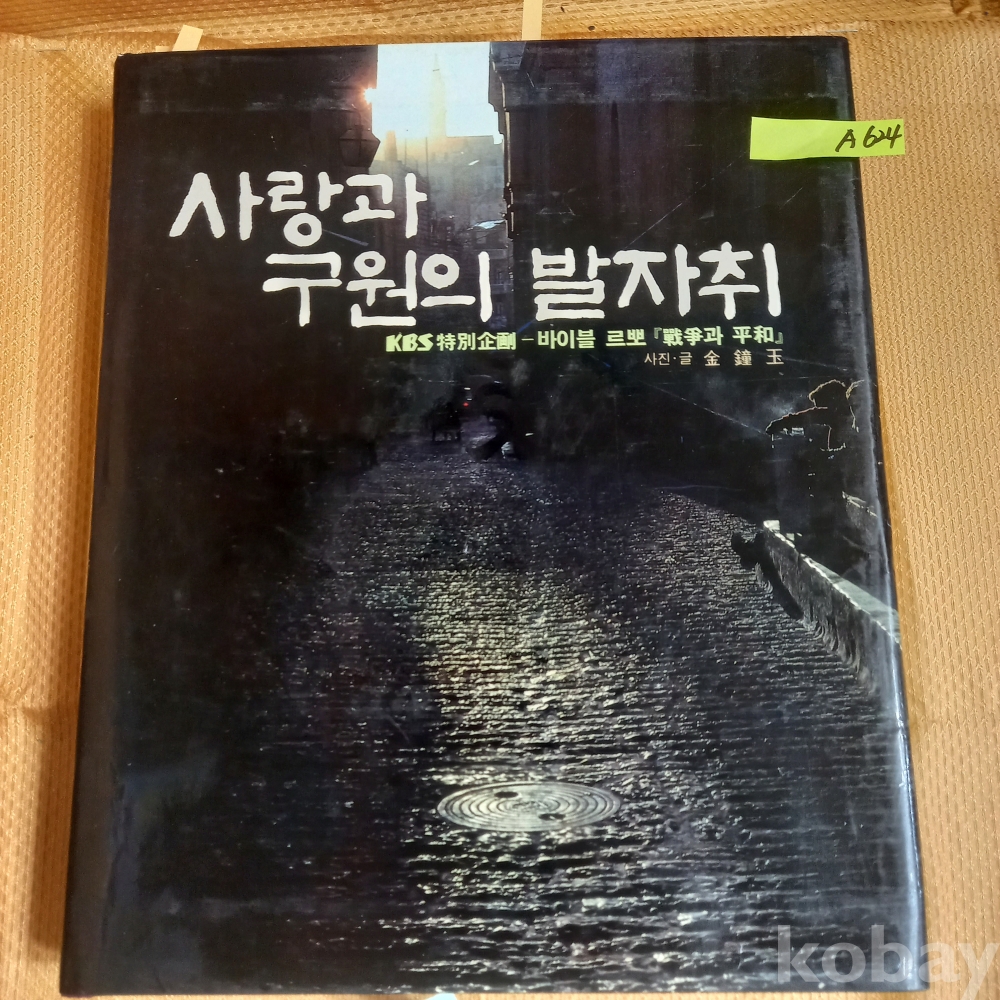 A624
사랑과
구원의 발자취
KBS 特別企劃 - 바이블 르뽀 『戰爭과 平和』
사진·글 金鐘玉
kobay